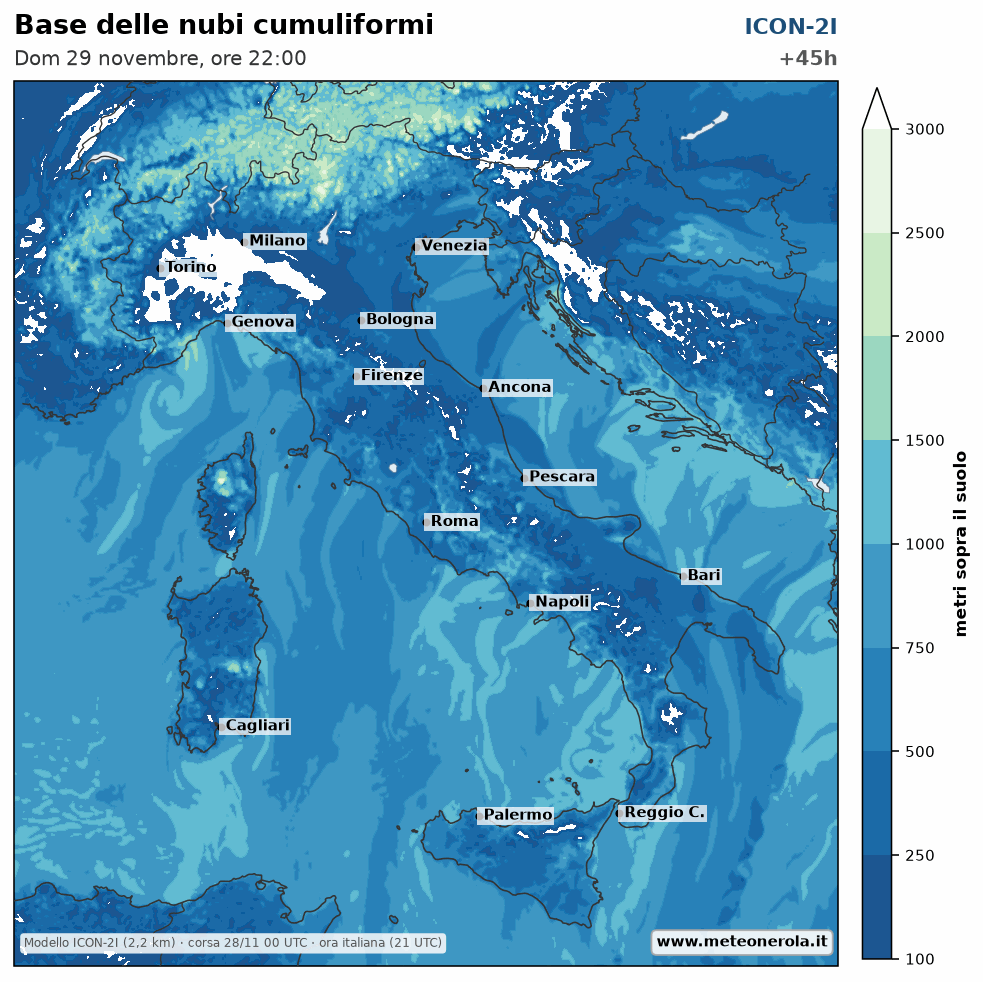 Base delle nubi cumuliformi
ICON-2I
Dom 29 novembre, ore 22:00
+45h
3000
2500
2000
1500
1000
750
500
250
100
metri sopra il suolo
Milano
Venezia
Torino
Genova
Bologna
Firenze
Ancona
Pescara
Roma
Bari
Napoli
Cagliari
Palermo
Reggio C.
Modello ICON-2I (2,2 km) · corsa 28/11 00 UTC · ora italiana (21 UTC)
www.meteonerola.it